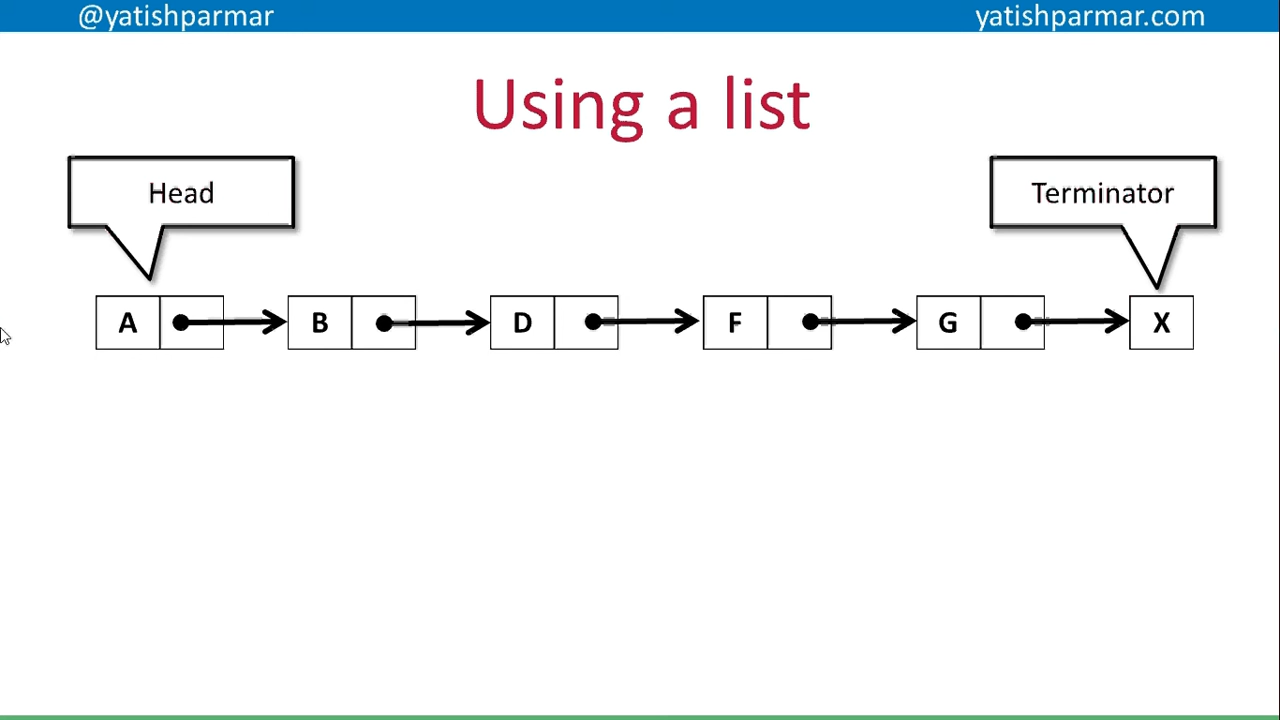 @yatishparmar
yatishparmar.com
Using a list
Head
Terminator
A
B
D
F
G
X